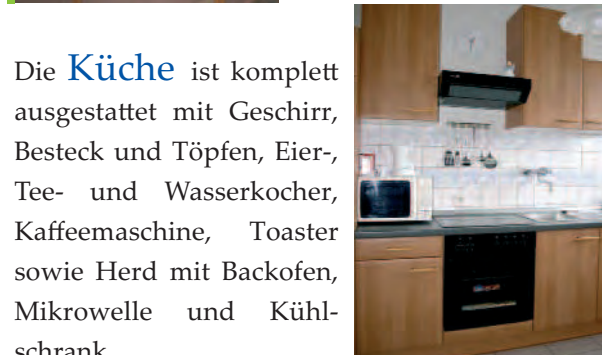 Die Küche ist komplett
ausgestattet mit Geschirr,
Besteck und Töpfen, Eier-,
Tee- und Wasserkocher,
Kaffeemaschine, Toaster
sowie Herd mit Backofen,
Mikrowelle und Kühl-
schrank